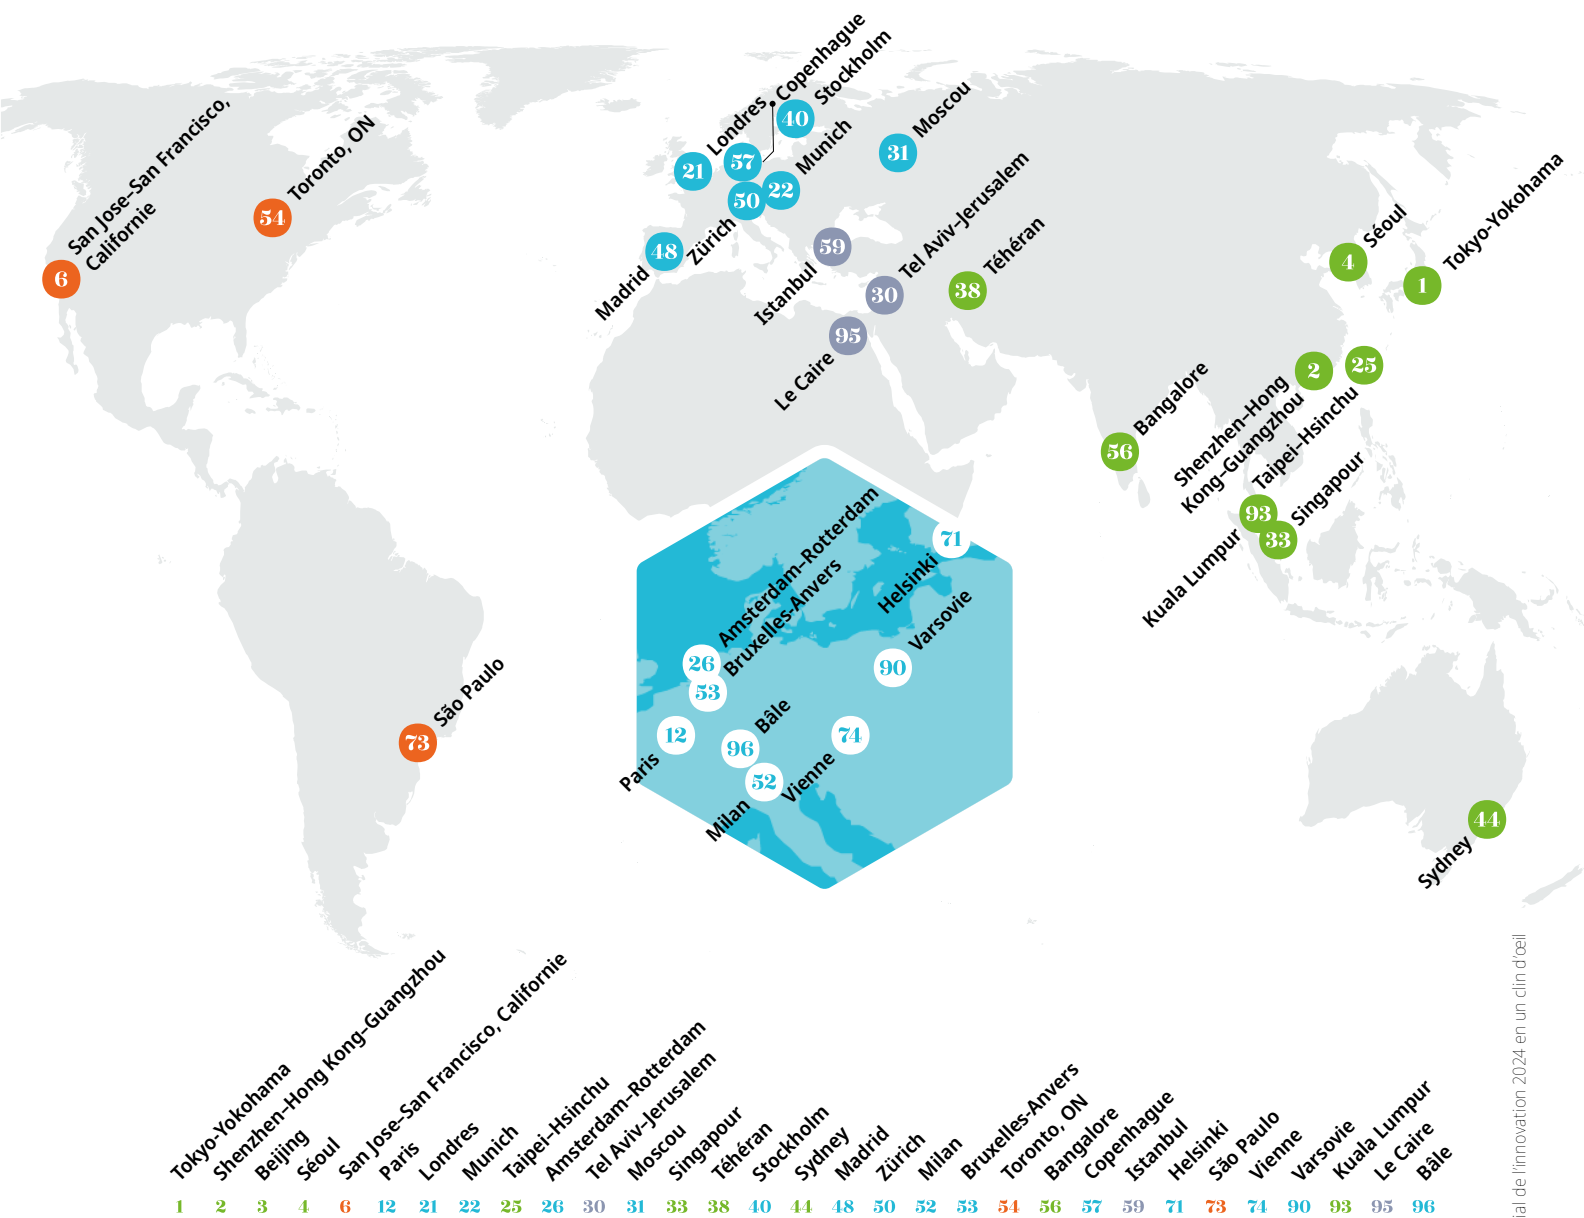 San Jose–San Francisco,
Californie
6
Toronto, ON
54
São Paulo
73
Londres
21
Copenhague
57
Stockholm
40
Munich
22
Zürich
50
Madrid
48
Moscou
31
Istanbul
59
Tel Aviv–Jerusalem
30
Le Caire
95
Téhéran
38
Bangalore
56
Séoul
4
Tokyo-Yokohama
1
Shenzhen–Hong
Kong–Guangzhou
2
Taipei–Hsinchu
25
Kuala Lumpur
93
Singapour
33
Sydney
44
Amsterdam–Rotterdam
26
Bruxelles-Anvers
53
Helsinki
71
Varsovie
90
Paris
12
Bâle
96
Milan
52
Vienne
74
Tokyo-Yokohama
Shenzhen–Hong Kong–Guangzhou
Beijing
Séoul
San Jose–San Francisco, Californie
Paris
Londres
Munich
Taipei–Hsinchu
Amsterdam–Rotterdam
Tel Aviv–Jerusalem
Moscou
Singapour
Téhéran
Stockholm
Sydney
Madrid
Zürich
Milan
Bruxelles-Anvers
Toronto, ON
Bangalore
Copenhague
Istanbul
Helsinki
São Paulo
Vienne
Varsovie
Kuala Lumpur
Le Caire
Bâle
1 2 3 4 6 12 21 22 25 26 30 31 33 38 40 44 48 50 52 53 54 56 57 59 71 73 74 90 93 95 96
ial de l'innovation 2024 en un clin d'œil